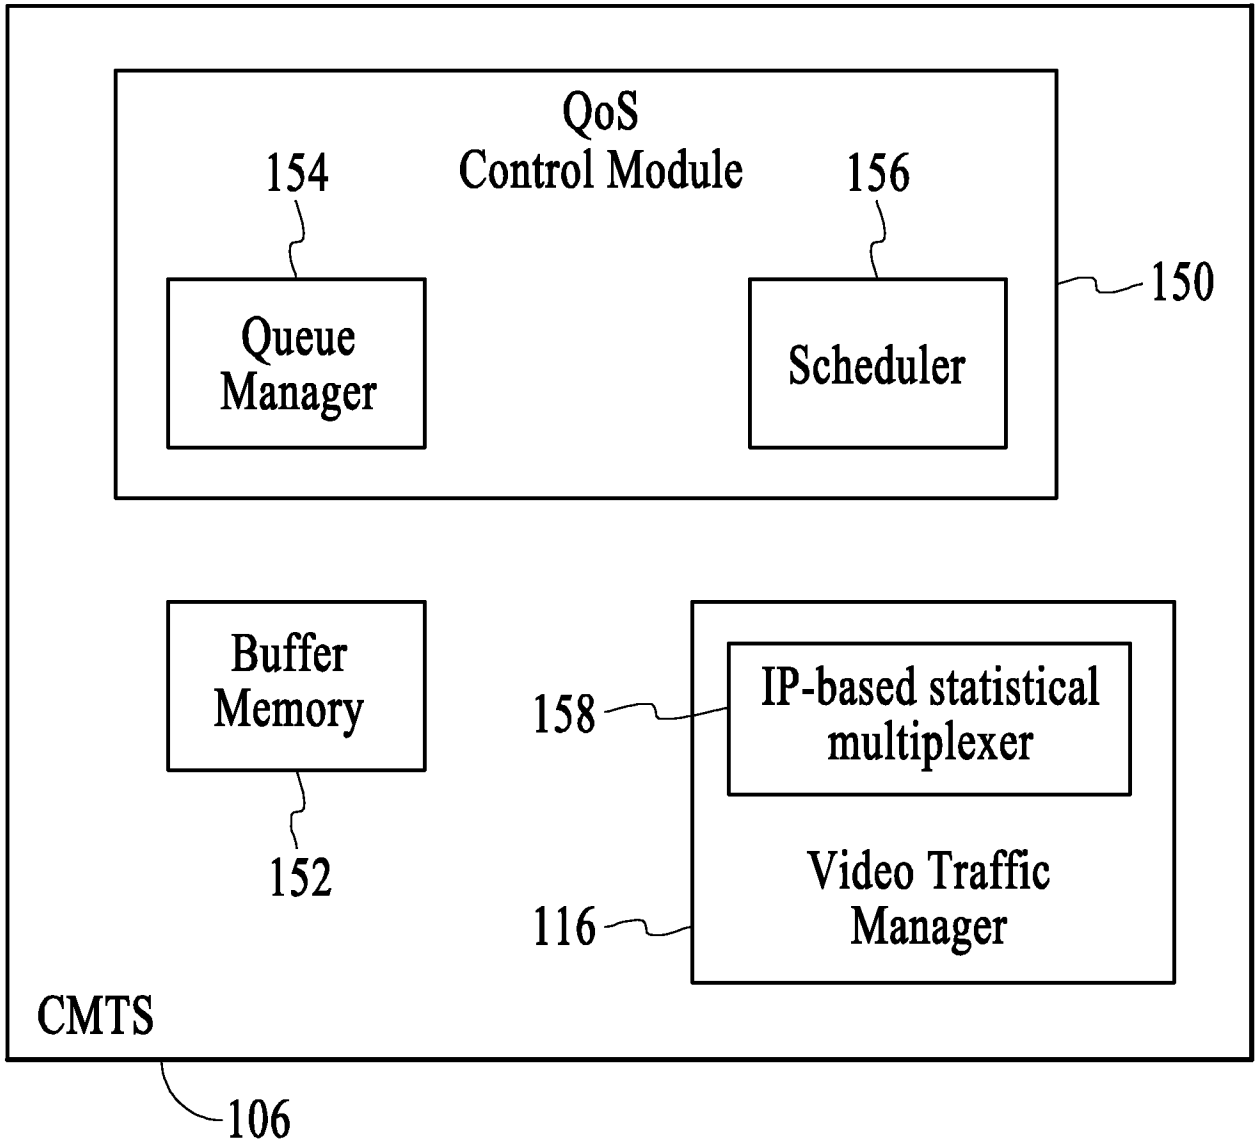 QoS
Control Module
154
156
150
Queue
Manager
Scheduler
Buffer
Memory
152
IP-based statistical
multiplexer
158
Video Traffic
Manager
116
CMTS
106